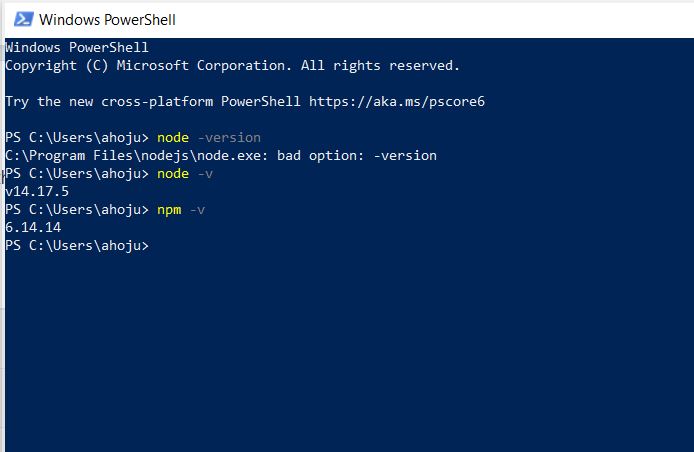 Windows PowerShell
Windows PowerShell
Copyright (C) Microsoft Corporation. All rights reserved.
Try the new cross-platform PowerShell https://aka.ms/pscore6
PS C:\Users\ahoju> node -version
C:\Program Files\nodejs\node.exe: bad option: -version
PS C:\Users\ahoju> node -v
v14.17.5
PS C:\Users\ahoju> npm -v
6.14.14
PS C:\Users\ahoju>